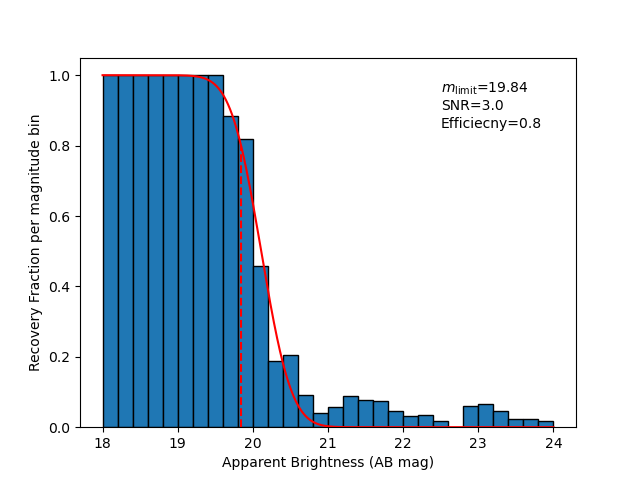 m_limit=19.84
SNR=3.0
Efficiecny=0.8
Recovery Fraction per magnitude bin
1.0
0.8
0.6
0.4
0.2
0.0
18 19 20 21 22 23 24
Apparent Brightness (AB mag)